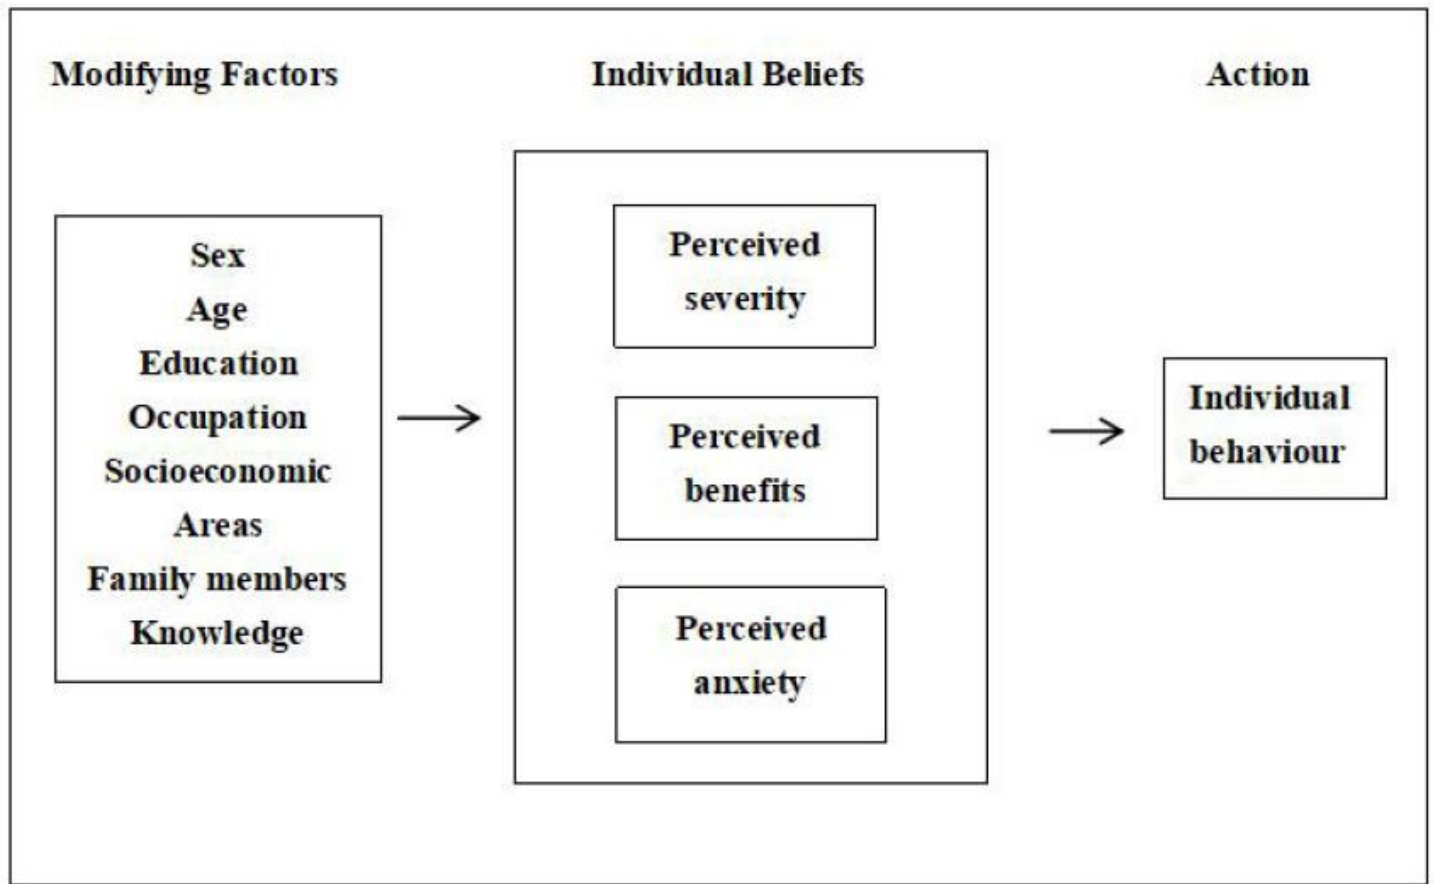 Modifying Factors
Individual Beliefs
Action
Sex
Age
Education
Occupation
Socioeconomic
Areas
Family members
Knowledge
Perceived
severity
Perceived
benefits
Perceived
anxiety
Individual
behaviour